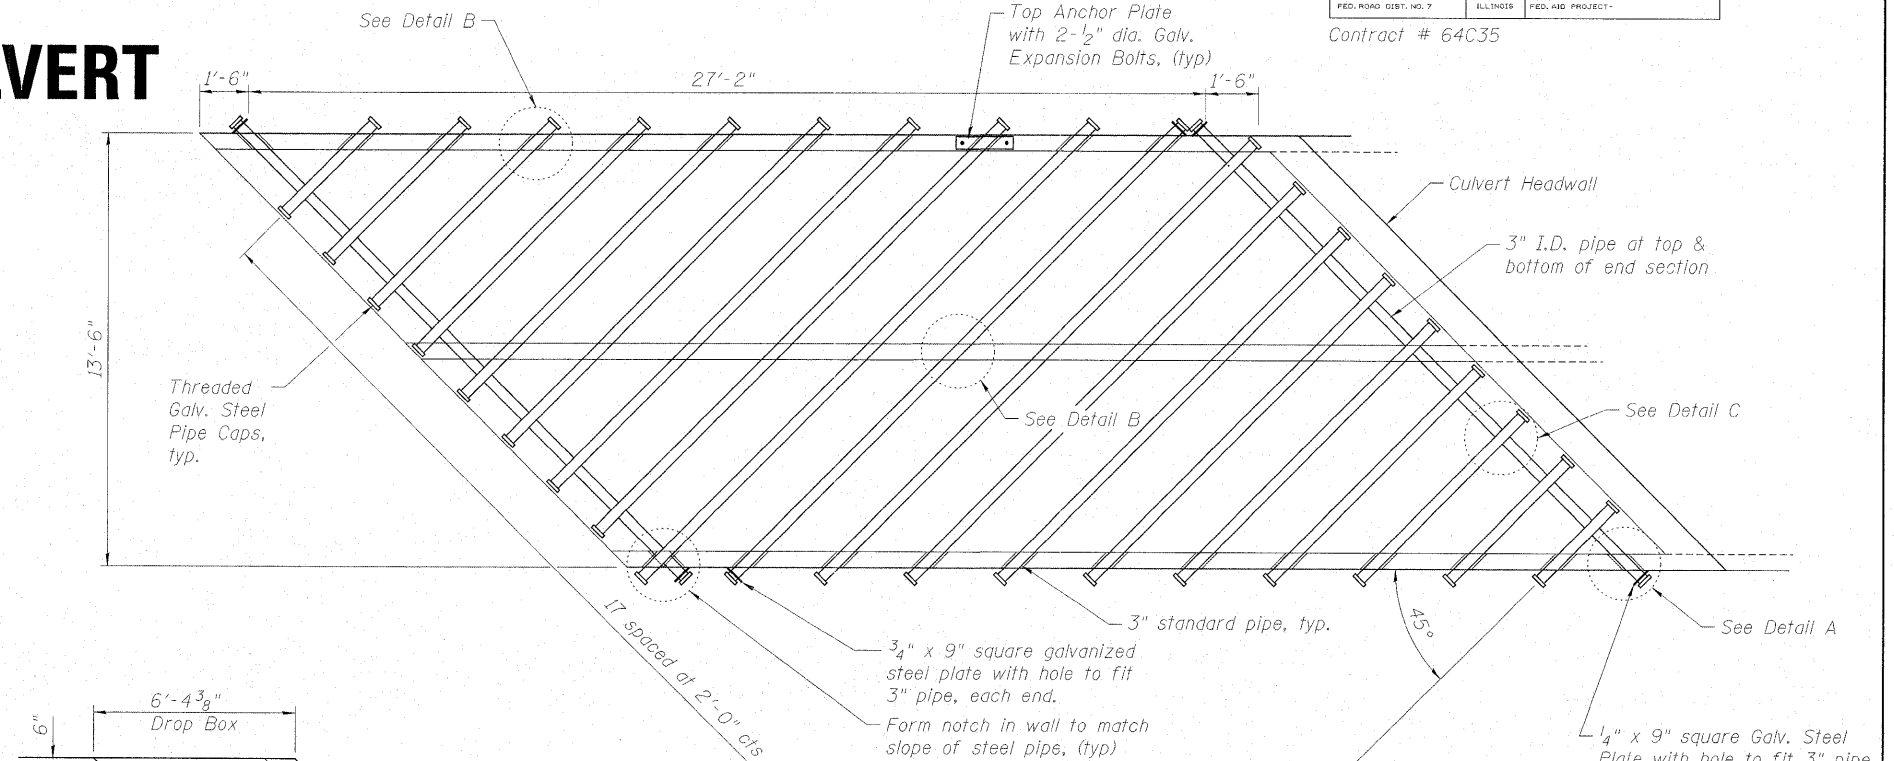 FED. ROAD DIST. NO. 7
ILLINOIS
FED. AID PROJECT-
Contract # 64C35
See Detail B
Top Anchor Plate
with 2-1/2" dia. Galv.
Expansion Bolts, (typ)
VERT
1'-6"
27'-2"
1'-6"
Culvert Headwall
3" I.D. pipe at top &
bottom of end section
13'-6"
Threaded
Galv. Steel
Pipe Caps,
typ.
See Detail B
See Detail C
17 spaced at 2'-0" cts
3" standard pipe, typ.
45°
See Detail A
3/4" x 9" square galvanized
steel plate with hole to fit
3" pipe, each end.
Form notch in wall to match
slope of steel pipe, (typ)
6'-4 3/8"
Drop Box
6"
1/4" x 9" square Galv. Steel
Plate with hole to fit 3" pipe